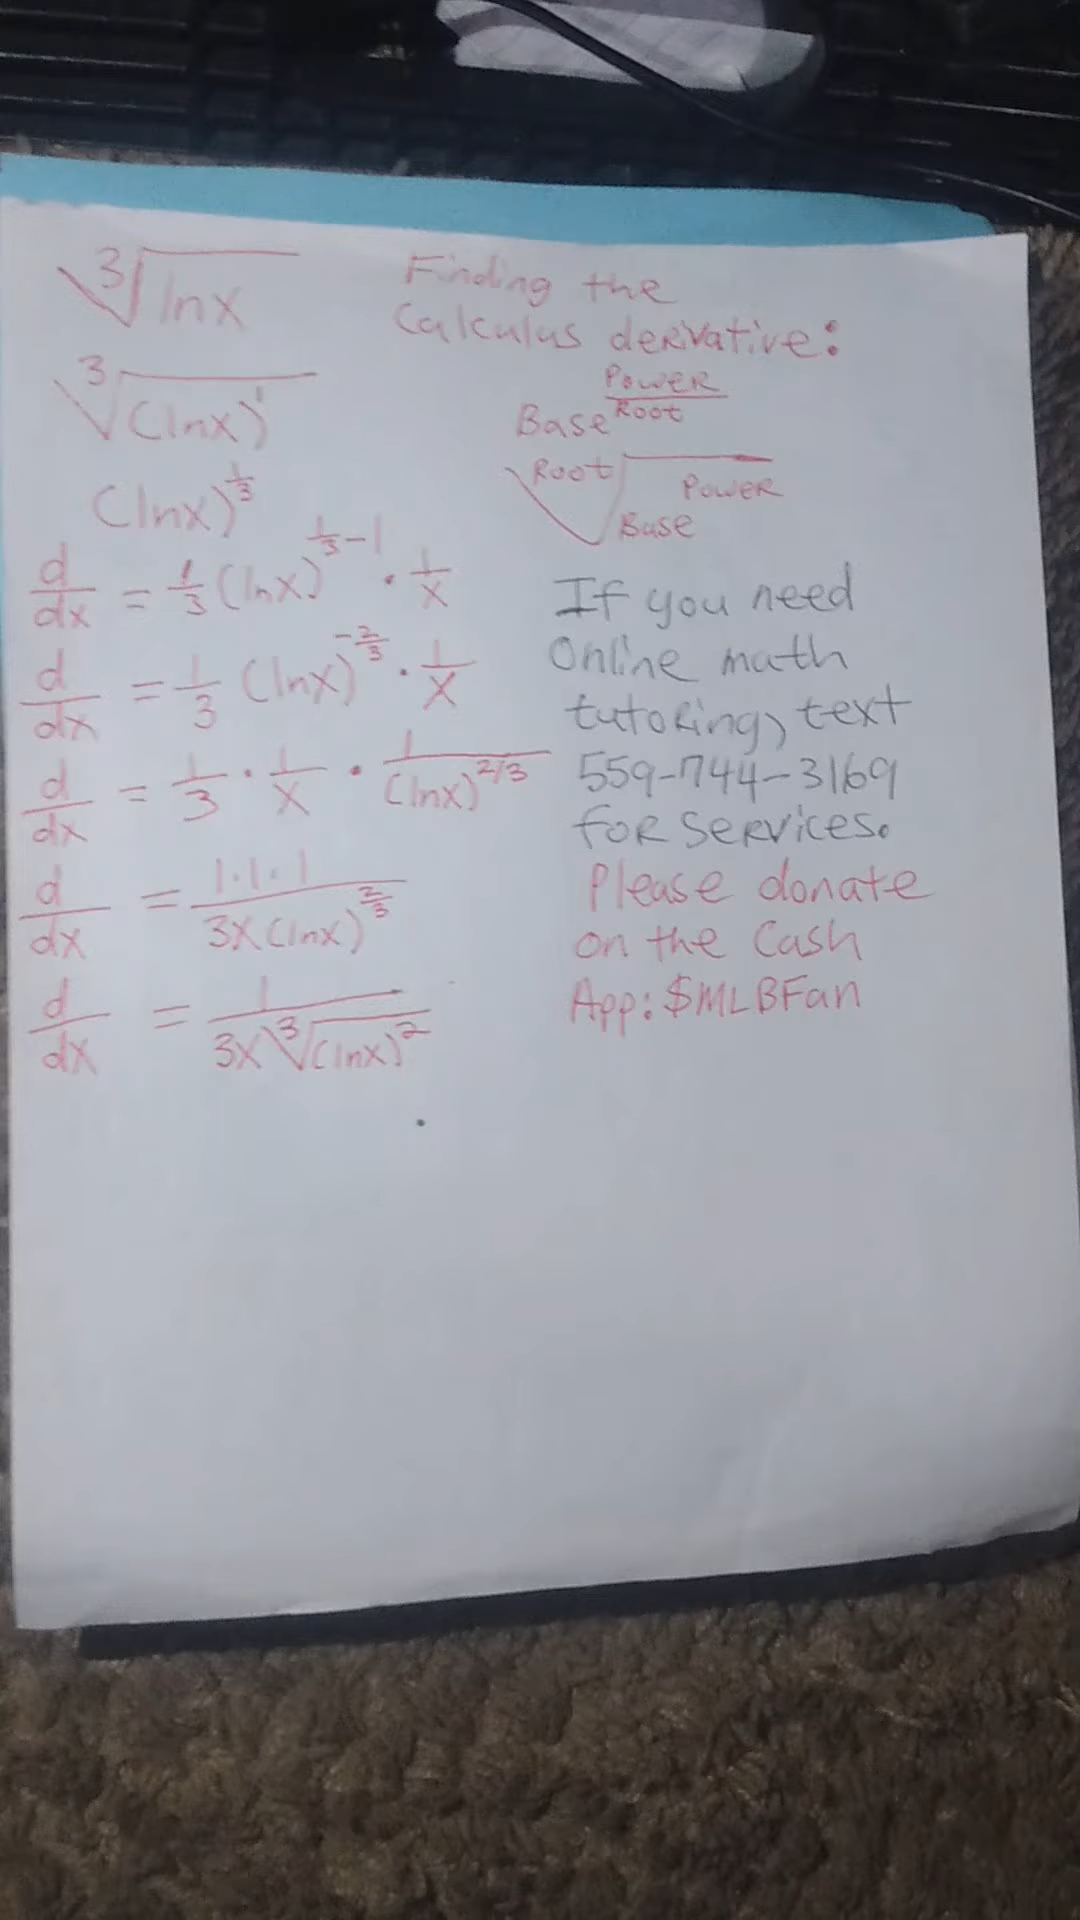 ∛(lnx)
Finding the
Calculus derivative:
∛((lnx)^1)
Base^(Power/Root)
(lnx)^(1/3)
Root Power
Base
d/dx = 1/3 (lnx)^(1/3-1) · 1/x
d/dx = 1/3 (lnx)^(-2/3) · 1/x
d/dx = 1/3 · 1/x · 1/(lnx)^(2/3)
d/dx = 1·1·1/(3x(lnx)^(2/3))
d/dx = 1/(3x∛((lnx)^2))
If you need
Online math
tutoring, text
559-744-3169
for services.
Please donate
on the Cash
App: $MLBFan